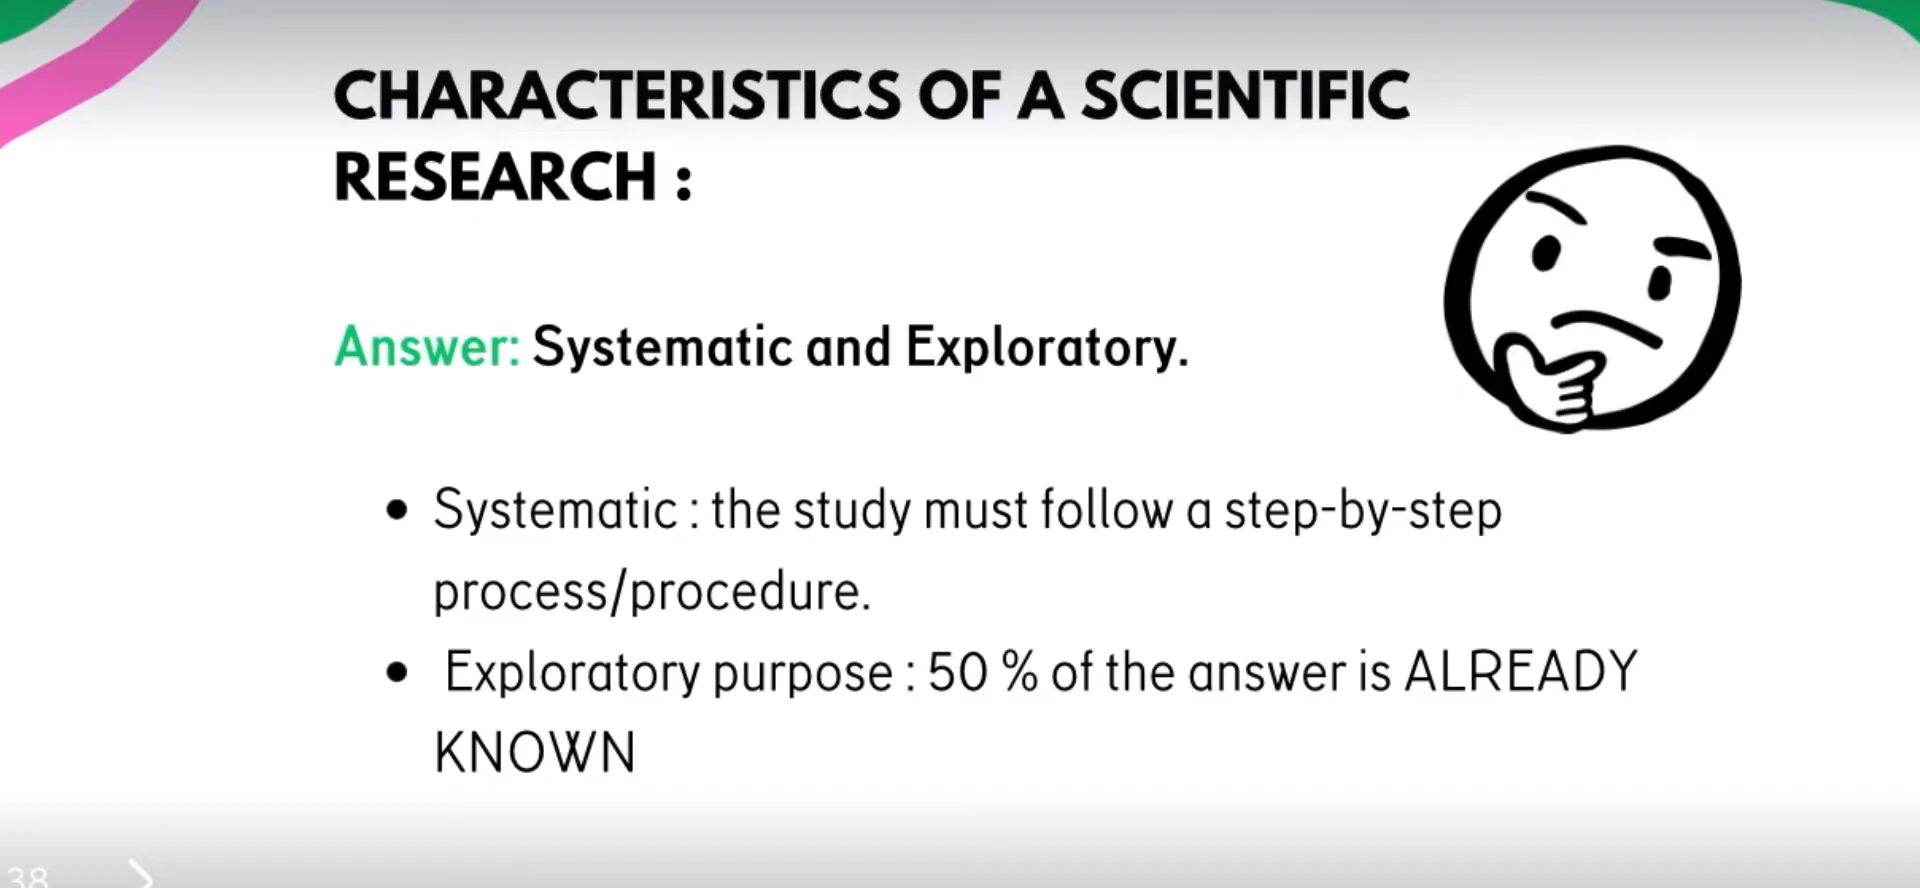 CHARACTERISTICS OF A SCIENTIFIC
RESEARCH :
Answer: Systematic and Exploratory.
• Systematic : the study must follow a step-by-step
process/procedure.
• Exploratory purpose : 50 % of the answer is ALREADY
KNOWN
38